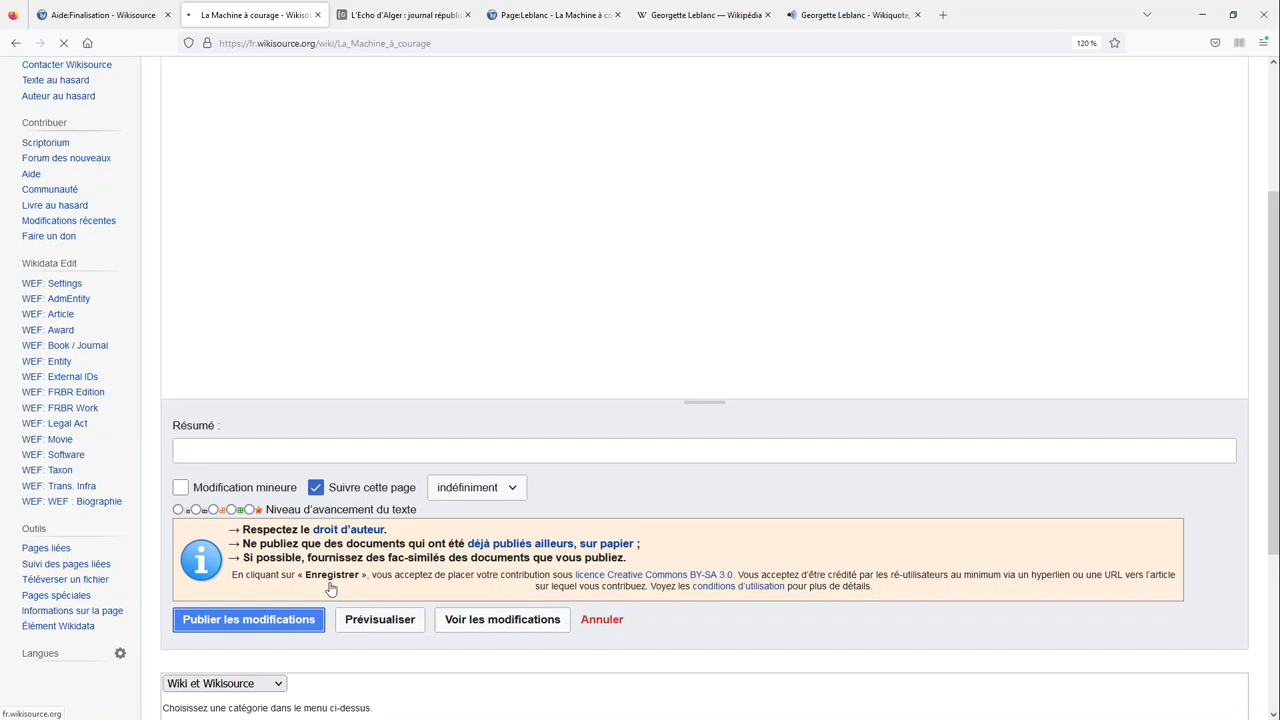 Aide:Finalisation - Wikisource
La Machine à courage - Wikiso
L'Echo d'Alger : journal républi
Page:Leblanc - La Machine à co
Georgette Leblanc — Wikipédia
Georgette Leblanc - Wikiquote,
https://fr.wikisource.org/wiki/La_Machine_à_courage
120 %
Contacter Wikisource
Texte au hasard
Auteur au hasard
Contribuer
Scriptorium
Forum des nouveaux
Aide
Communauté
Livre au hasard
Modifications récentes
Faire un don
Wikidata Edit
WEF: Settings
WEF: AdmEntity
WEF: Article
WEF: Award
WEF: Book / Journal
WEF: Entity
WEF: External IDs
WEF: FRBR Edition
WEF: FRBR Work
WEF: Legal Act
WEF: Movie
WEF: Software
WEF: Taxon
WEF: Trans. Infra
WEF: WEF : Biographie
Outils
Pages liées
Suivi des pages liées
Téléverser un fichier
Pages spéciales
Informations sur la page
Élément Wikidata
Langues
fr.wikisource.org
Résumé :
Modification mineure
Suivre cette page
indéfiniment
Niveau d’avancement du texte
→ Respectez le droit d’auteur.
→ Ne publiez que des documents qui ont été déjà publiés ailleurs, sur papier ;
→ Si possible, fournissez des fac-similés des documents que vous publiez.
En cliquant sur « Enregistrer », vous acceptez de placer votre contribution sous licence Creative Commons BY-SA 3.0. Vous acceptez d’être crédité par les ré-utilisateurs au minimum via un hyperlien ou une URL vers l’article
sur lequel vous contribuez. Voyez les conditions d’utilisation pour plus de détails.
Publier les modifications
Prévisualiser
Voir les modifications
Annuler
Wiki et Wikisource
Choisissez une catégorie dans le menu ci-dessus.